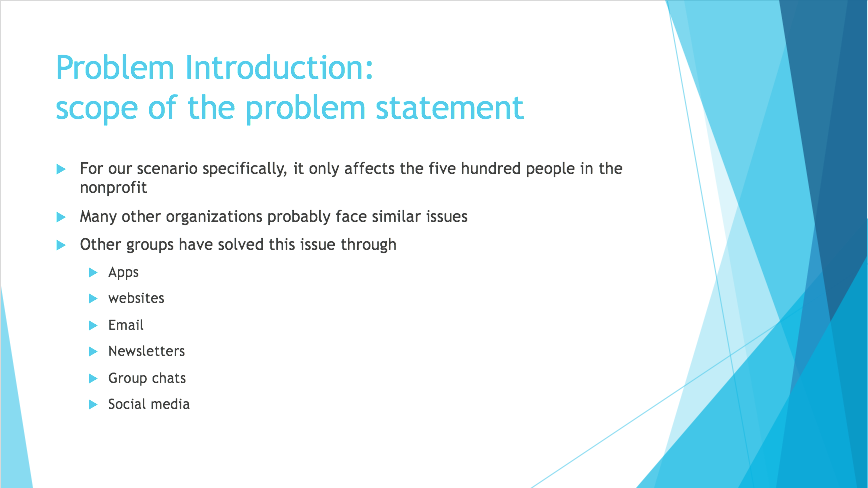 Problem Introduction:
scope of the problem statement
For our scenario specifically, it only affects the five hundred people in the
nonprofit
Many other organizations probably face similar issues
Other groups have solved this issue through
Apps
websites
Email
Newsletters
Group chats
Social media